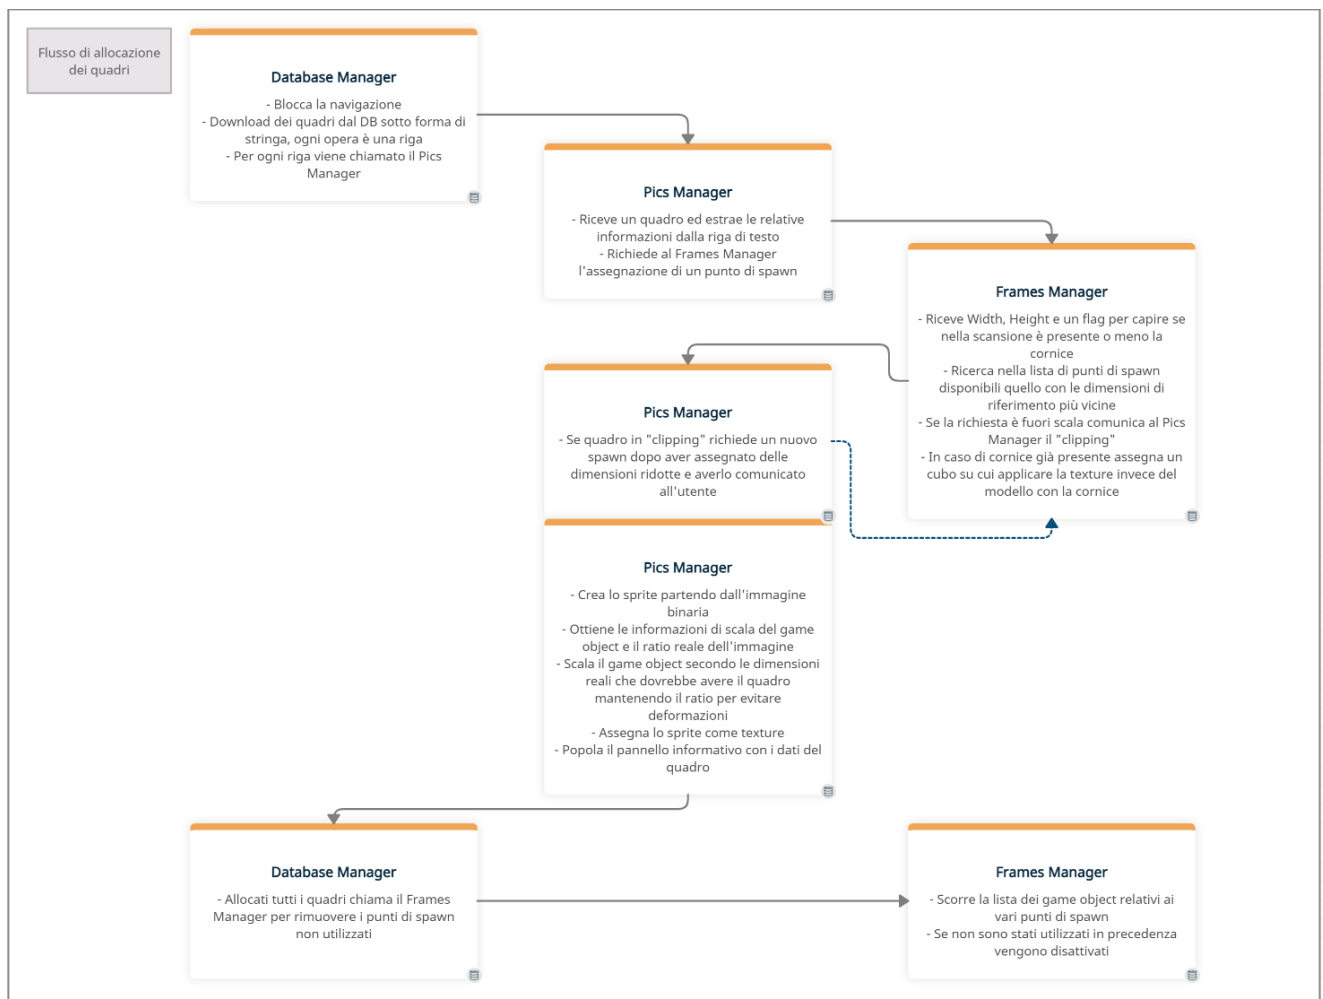 Flusso di allocazione
dei quadri
Database Manager
- Blocca la navigazione
- Download dei quadri dal DB sotto forma di
stringa, ogni opera è una riga
- Per ogni riga viene chiamato il Pics
Manager
Pics Manager
- Riceve un quadro ed estrae le relative
informazioni dalla riga di testo
- Richiede al Frames Manager
l'assegnazione di un punto di spawn
Frames Manager
- Riceve Width, Height e un flag per capire se
nella scansione è presente o meno la
cornice
- Ricerca nella lista di punti di spawn
disponibili quello con le dimensioni di
riferimento più vicine
- Se la richiesta è fuori scala comunica al Pics
Manager il "clipping"
- In caso di cornice già presente assegna un
cubo su cui applicare la texture invece del
modello con la cornice
Pics Manager
- Se quadro in "clipping" richiede un nuovo
spawn dopo aver assegnato delle
dimensioni ridotte e averlo comunicato
all'utente
Pics Manager
- Crea lo sprite partendo dall'immagine
binaria
- Ottiene le informazioni di scala del game
object e il ratio reale dell'immagine
- Scala il game object secondo le dimensioni
reali che dovrebbe avere il quadro
mantenendo il ratio per evitare
deformazioni
- Assegna lo sprite come texture
- Popola il pannello informativo con i dati del
quadro
Database Manager
- Allocati tutti i quadri chiama il Frames
Manager per rimuovere i punti di spawn
non utilizzati
Frames Manager
- Scorre la lista dei game object relativi ai
vari punti di spawn
- Se non sono stati utilizzati in precedenza
vengono disattivati